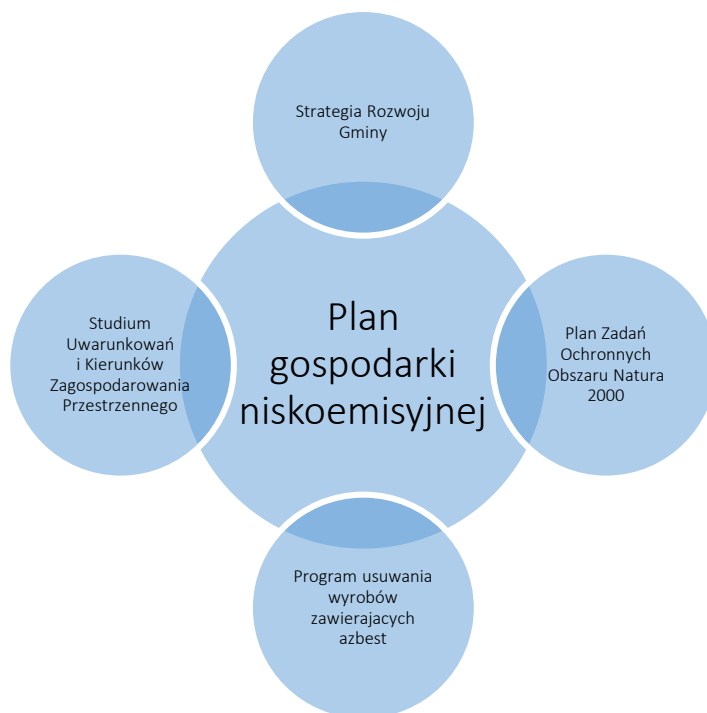 Strategia Rozwoju
Gminy
Studium
Uwarunkowań
i Kierunków
Zagospodarowania
Przestrzennego
Plan
gospodarki
niskoemisyjnej
Plan Zadań
Ochronnych
Obszaru Natura
2000
Program usuwania
wyrobów
zawierajacych
azbest